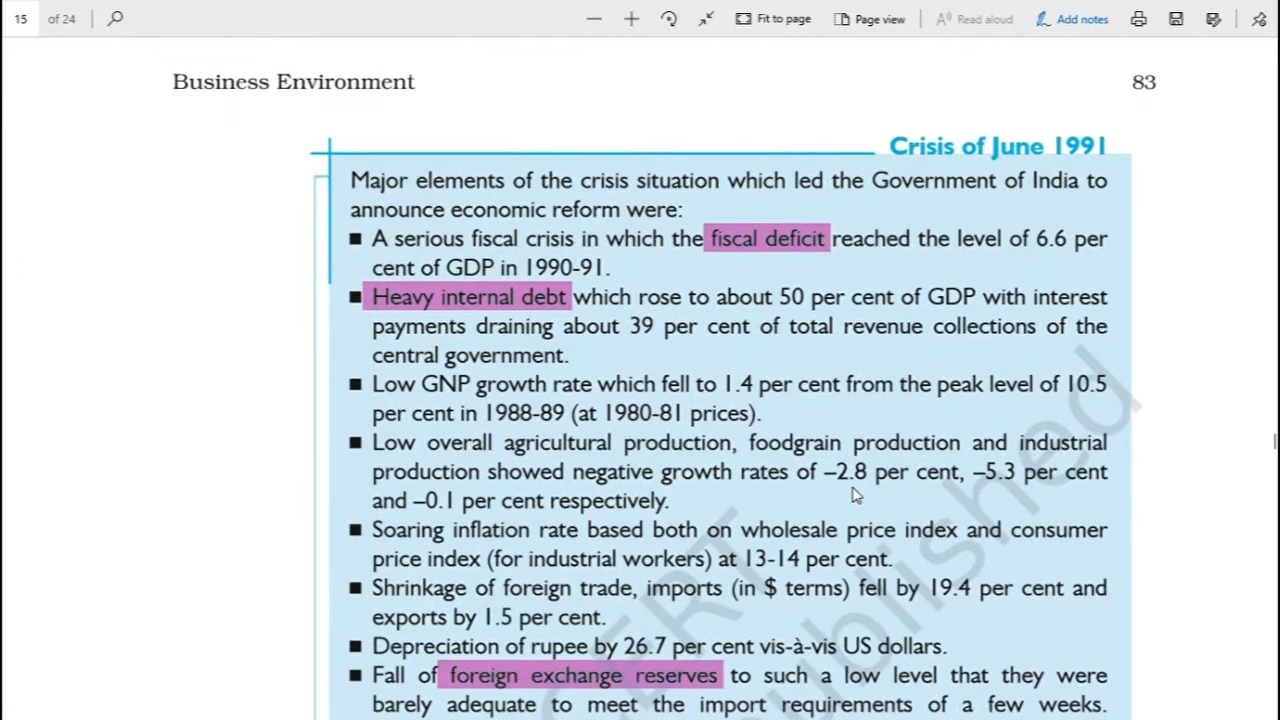 15 of 24 Fit to page Page view Read aloud Add notes
Business Environment 83
Crisis of June 1991
Major elements of the crisis situation which led the Government of India to
announce economic reform were:
■ A serious fiscal crisis in which the fiscal deficit reached the level of 6.6 per
cent of GDP in 1990-91.
■ Heavy internal debt which rose to about 50 per cent of GDP with interest
payments draining about 39 per cent of total revenue collections of the
central government.
■ Low GNP growth rate which fell to 1.4 per cent from the peak level of 10.5
per cent in 1988-89 (at 1980-81 prices).
■ Low overall agricultural production, foodgrain production and industrial
production showed negative growth rates of –2.8 per cent, –5.3 per cent
and –0.1 per cent respectively.
■ Soaring inflation rate based both on wholesale price index and consumer
price index (for industrial workers) at 13-14 per cent.
■ Shrinkage of foreign trade, imports (in $ terms) fell by 19.4 per cent and
exports by 1.5 per cent.
■ Depreciation of rupee by 26.7 per cent vis-à-vis US dollars.
■ Fall of foreign exchange reserves to such a low level that they were
barely adequate to meet the import requirements of a few weeks.